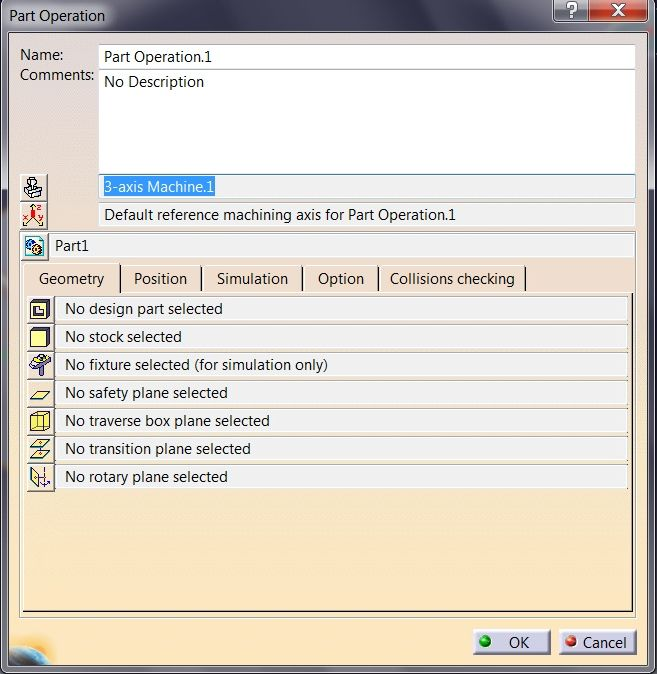 Part Operation
Name: Part Operation.1
Comments: No Description
3-axis Machine.1
Default reference machining axis for Part Operation.1
Part1
Geometry Position Simulation Option Collisions checking
No design part selected
No stock selected
No fixture selected (for simulation only)
No safety plane selected
No traverse box plane selected
No transition plane selected
No rotary plane selected
OK Cancel